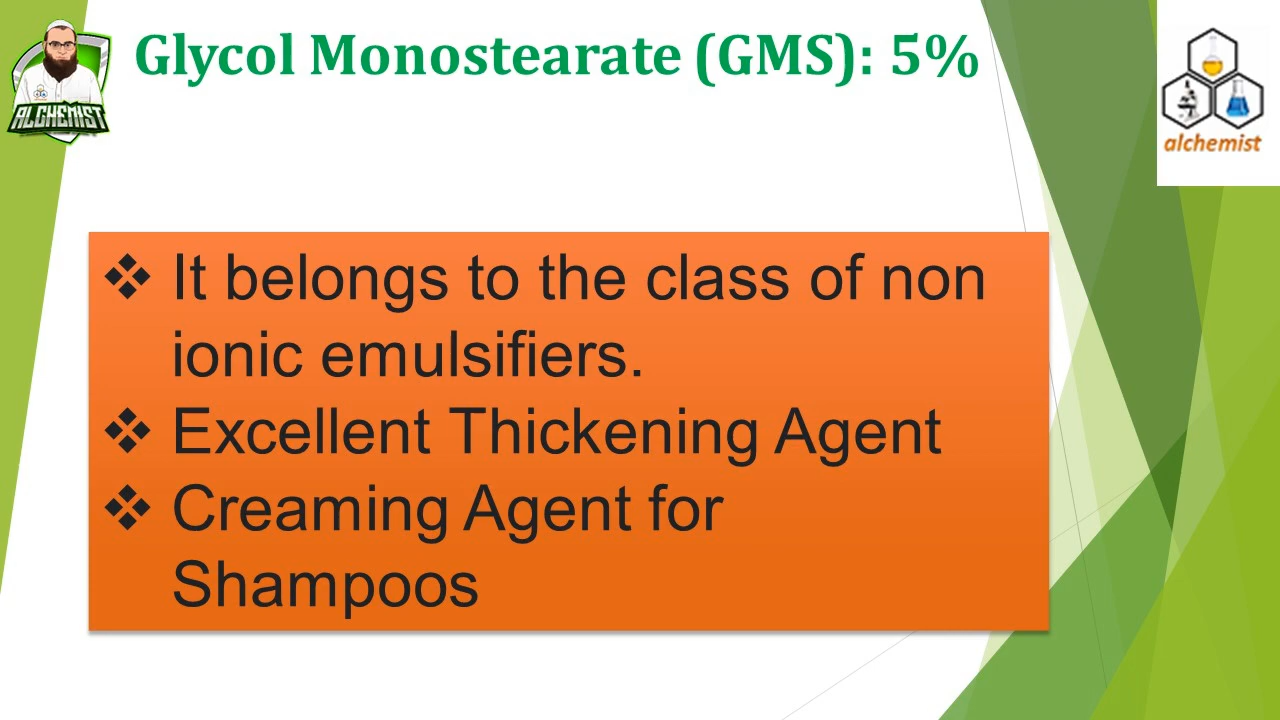 Glycol Monostearate (GMS): 5%
ALCHEMIST
alchemist
❖ It belongs to the class of non
ionic emulsifiers.
❖ Excellent Thickening Agent
❖ Creaming Agent for
Shampoos